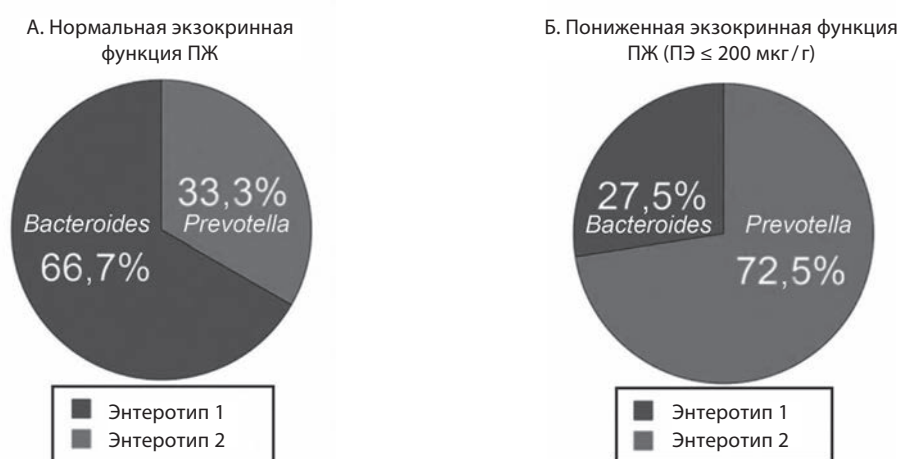 А. Нормальная экзокринная
функция ПЖ
33,3%
Bacteroides
Prevotella
66,7%
Энтеротип 1
Энтеротип 2
Б. Пониженная экзокринная функция
ПЖ (ПЭ ≤ 200 мкг/г)
27,5%
Bacteroides
Prevotella
72,5%
Энтеротип 1
Энтеротип 2